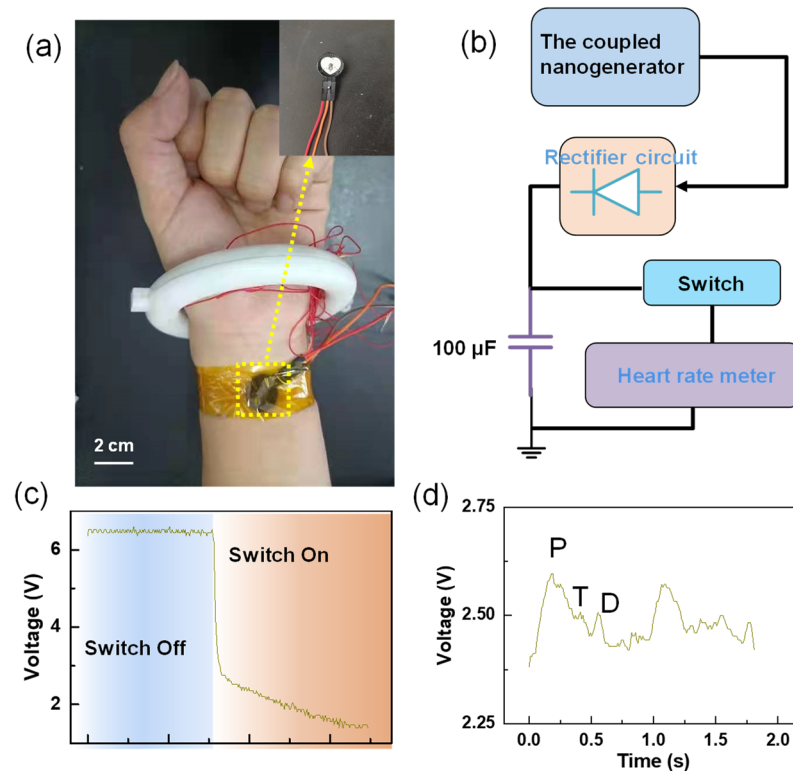 (a)
2 cm
(b)
The coupled
nanogenerator
Rectifier circuit
Switch
100 µF
Heart rate meter
(c)
Voltage (V)
6
4
2
Switch Off
Switch On
(d)
Voltage (V)
2.75
2.50
2.25
P
T
D
0.0
0.5
1.0
1.5
2.0
Time (s)